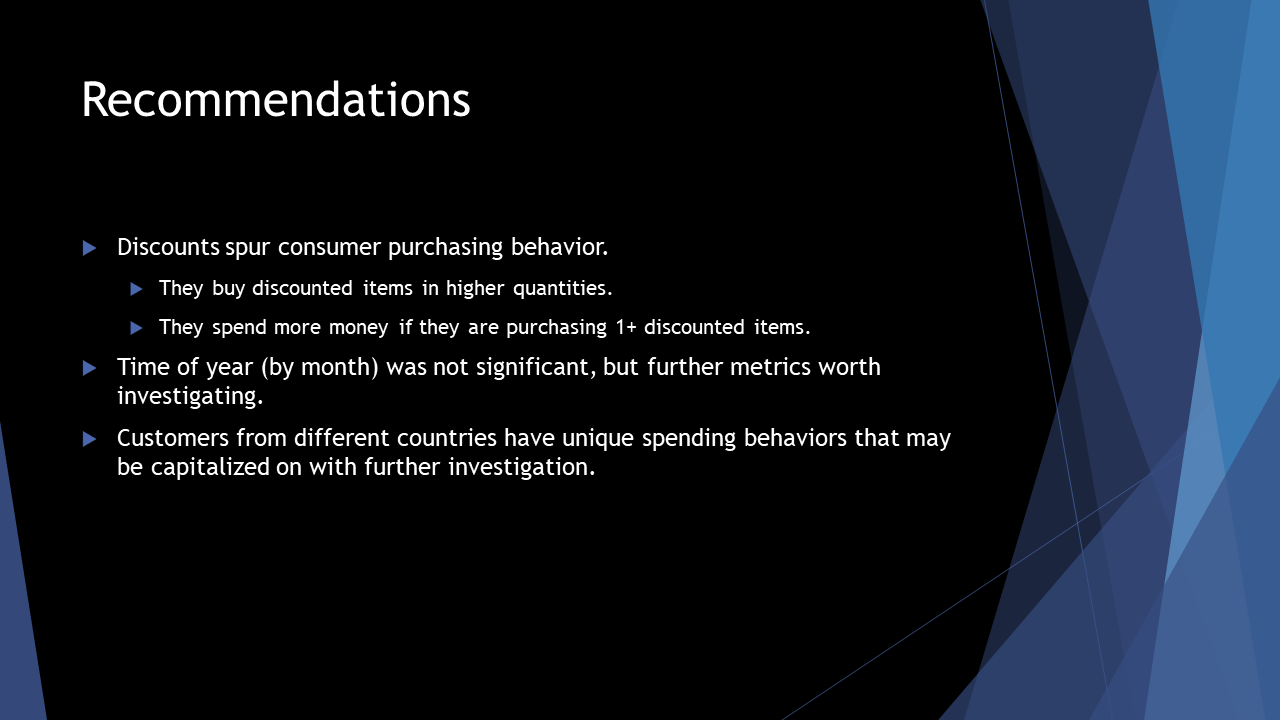 Recommendations
Discounts spur consumer purchasing behavior.
They buy discounted items in higher quantities.
They spend more money if they are purchasing 1+ discounted items.
Time of year (by month) was not significant, but further metrics worth
investigating.
Customers from different countries have unique spending behaviors that may
be capitalized on with further investigation.